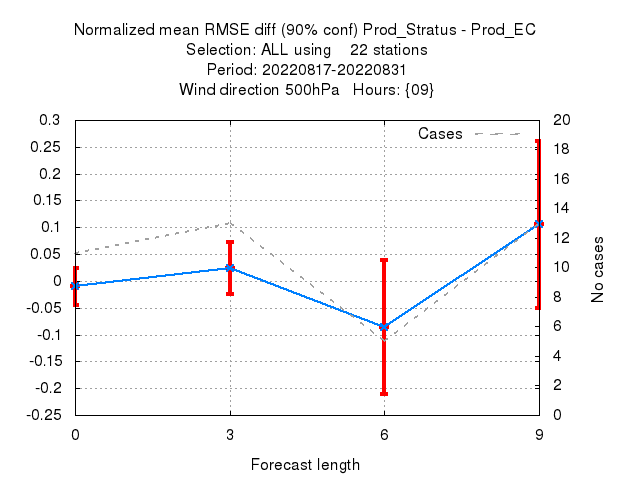 Normalized mean RMSE diff (90% conf) Prod_Stratus - Prod_EC
Selection: ALL using    22 stations
Period: 20220817-20220831
Wind direction 500hPa   Hours: {09}
Cases
0.3
0.25
0.2
0.15
0.1
0.05
0
-0.05
-0.1
-0.15
-0.2
-0.25
20
18
16
14
12
10
8
6
4
2
0
No cases
0 3 6 9
Forecast length